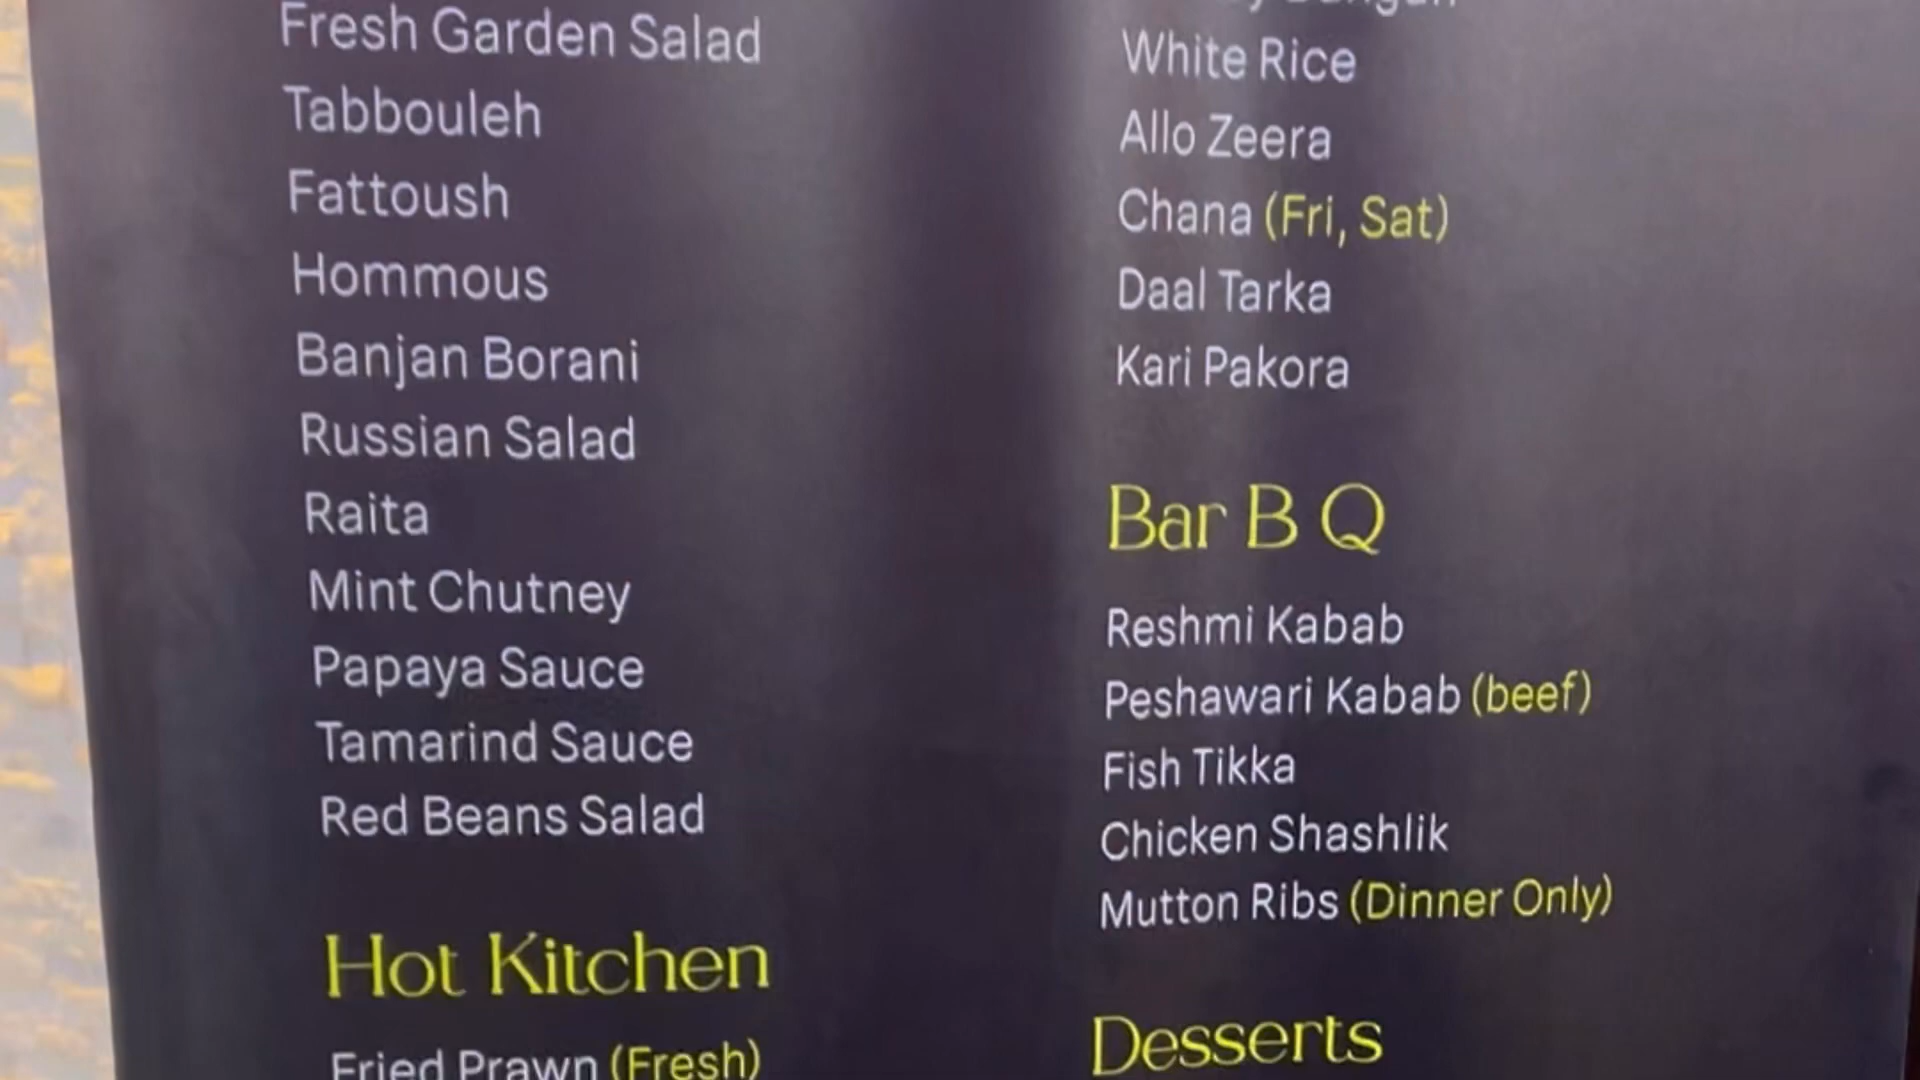 Fresh Garden Salad
Tabbouleh
Fattoush
Hommous
Banjan Borani
Russian Salad
Raita
Mint Chutney
Papaya Sauce
Tamarind Sauce
Red Beans Salad
Hot Kitchen
Fried Prawn (Fresh)
White Rice
Allo Zeera
Chana (Fri, Sat)
Daal Tarka
Kari Pakora
Bar B Q
Reshmi Kabab
Peshawari Kabab (beef)
Fish Tikka
Chicken Shashlik
Mutton Ribs (Dinner Only)
Desserts